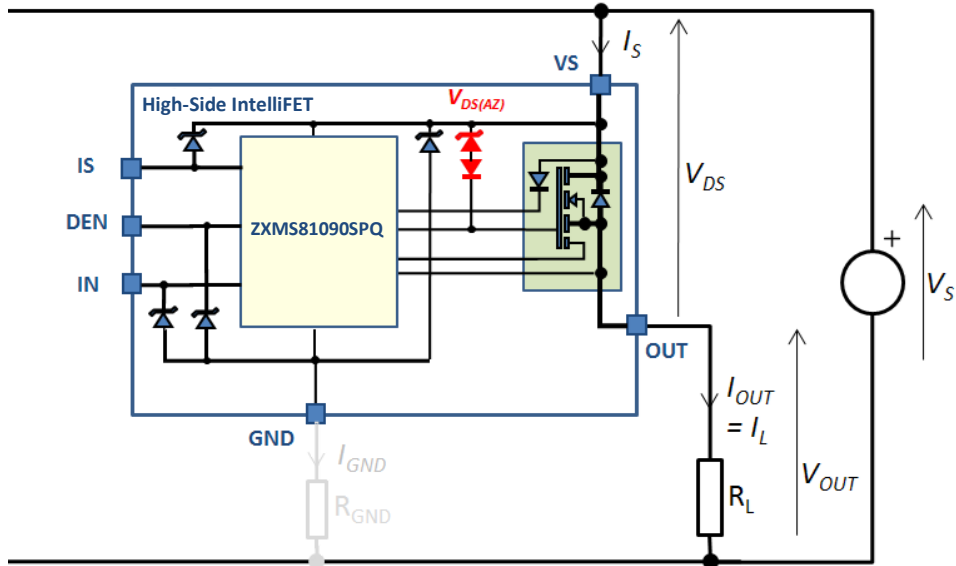 I_S
VS
High-Side IntelliFET
V_DS(AZ)
IS
V_DS
DEN
ZXMS81090SPQ
+
IN
V_S
OUT
I_OUT
= I_L
GND
I_GND
V_OUT
R_L
R_GND